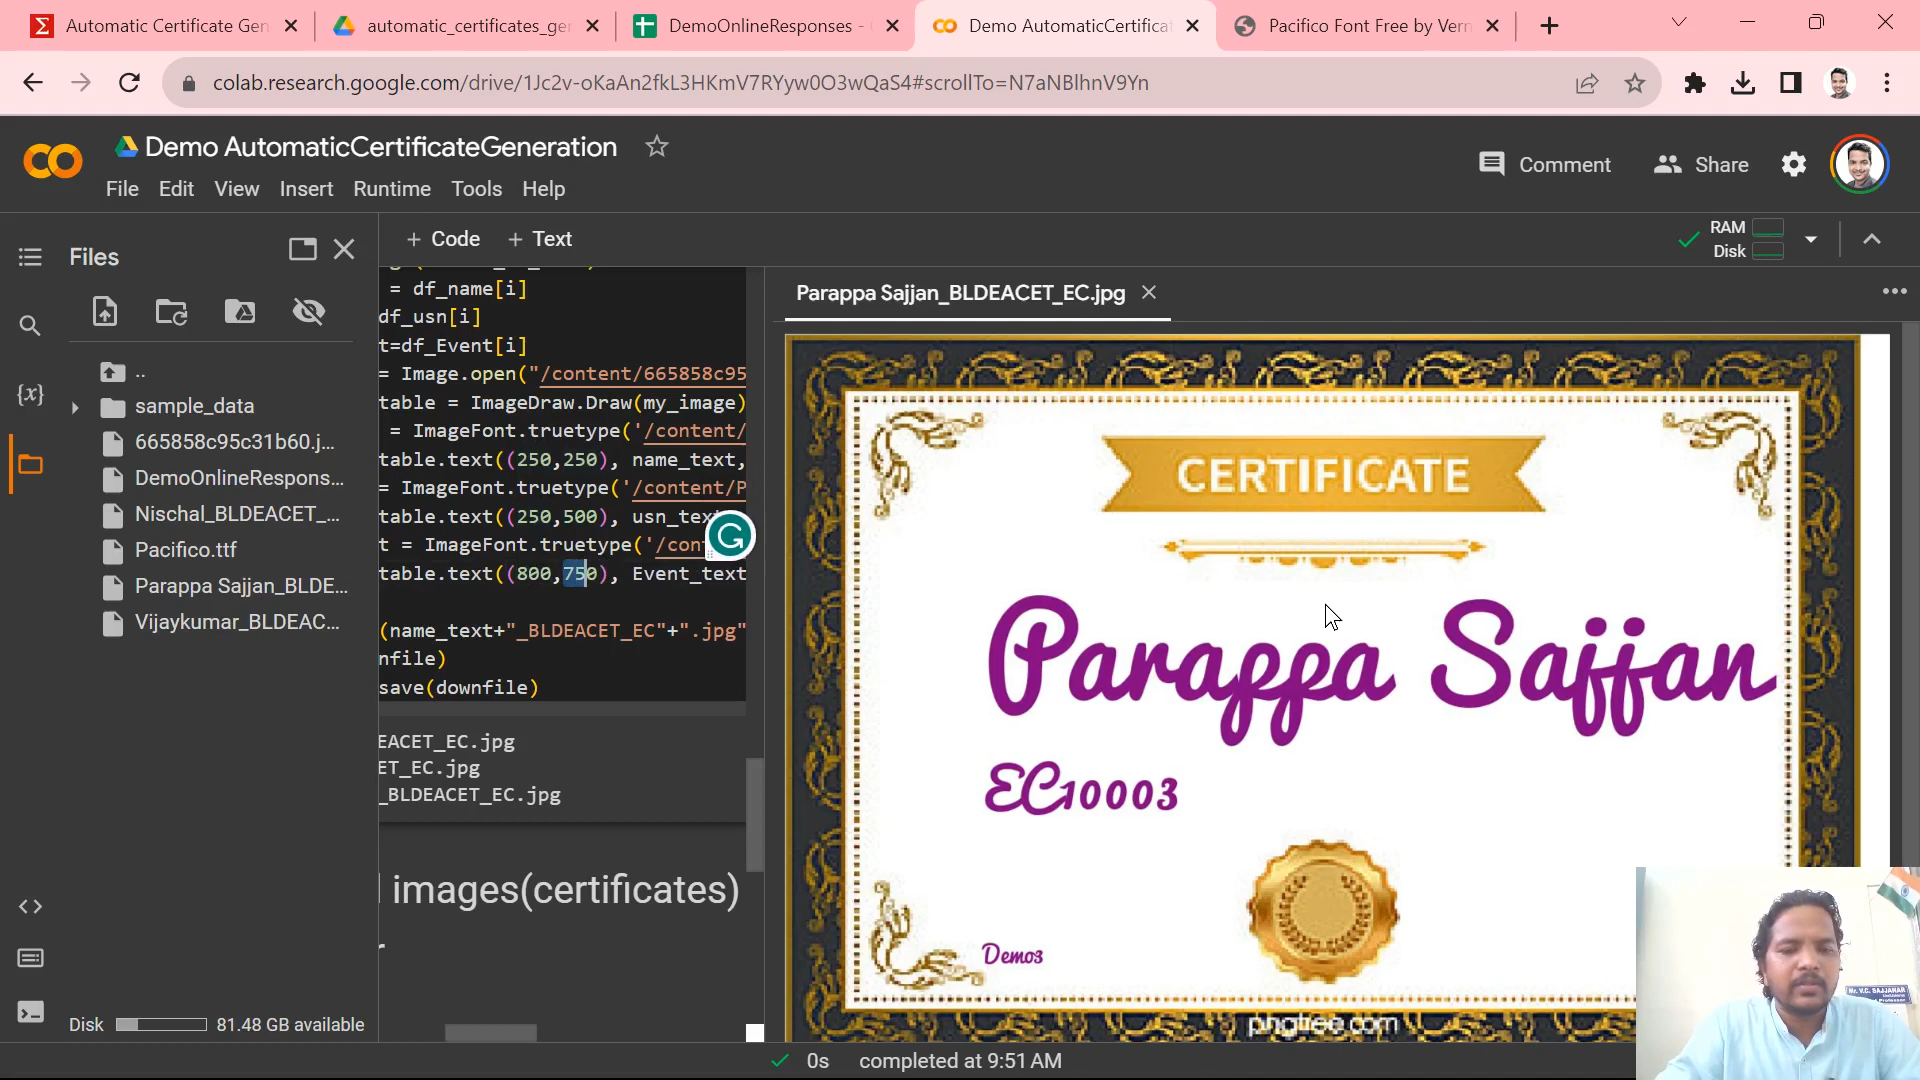 Automatic Certificate Gen
automatic_certificates_ger
DemoOnlineResponses -
Demo AutomaticCertifica
Pacifico Font Free by Vern
colab.research.google.com/drive/1Jc2v-oKaAn2fkL3HKmV7RYyw0O3wQaS4#scrollTo=N7aNBlhnV9Yn
Demo AutomaticCertificateGeneration
Comment
Share
File Edit View Insert Runtime Tools Help
Files
+ Code + Text
RAM
Disk
..
sample_data
665858c95c31b60.j...
DemoOnlineRespons...
Nischal_BLDEACET_...
Pacifico.ttf
Parappa Sajjan_BLDE...
Vijaykumar_BLDEAC...
Disk 81.48 GB available
= df_name[i]
df_usn[i]
t=df_Event[i]
= Image.open("/content/665858c95
table = ImageDraw.Draw(my_image)
= ImageFont.truetype('/content/
table.text((250,250), name_text,
= ImageFont.truetype('/content/P
table.text((250,500), usn_tex
t = ImageFont.truetype('/con
table.text((800,750), Event_text
(name_text+"_BLDEACET_EC"+".jpg"
nfile)
save(downfile)
EACET_EC.jpg
ET_EC.jpg
_BLDEACET_EC.jpg
images(certificates)
Parappa Sajjan_BLDEACET_EC.jpg
CERTIFICATE
Parappa Sajjan
EC10003
Demo3
pngtree.com
0s completed at 9:51 AM
Mr. V.C. SAJJANAR